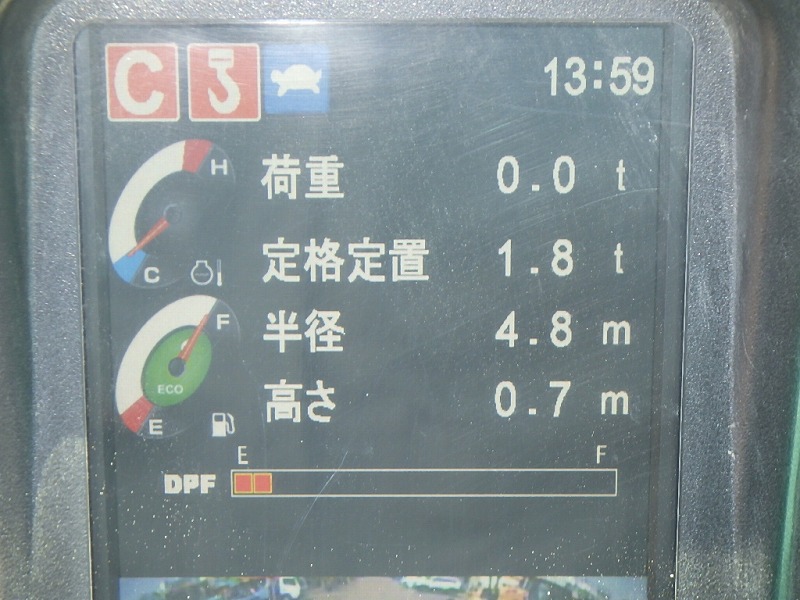 C 13:59
H
荷重 0.0 t
C
定格定置 1.8 t
F
半径 4.8 m
ECO
高さ 0.7 m
E
E F
DPF